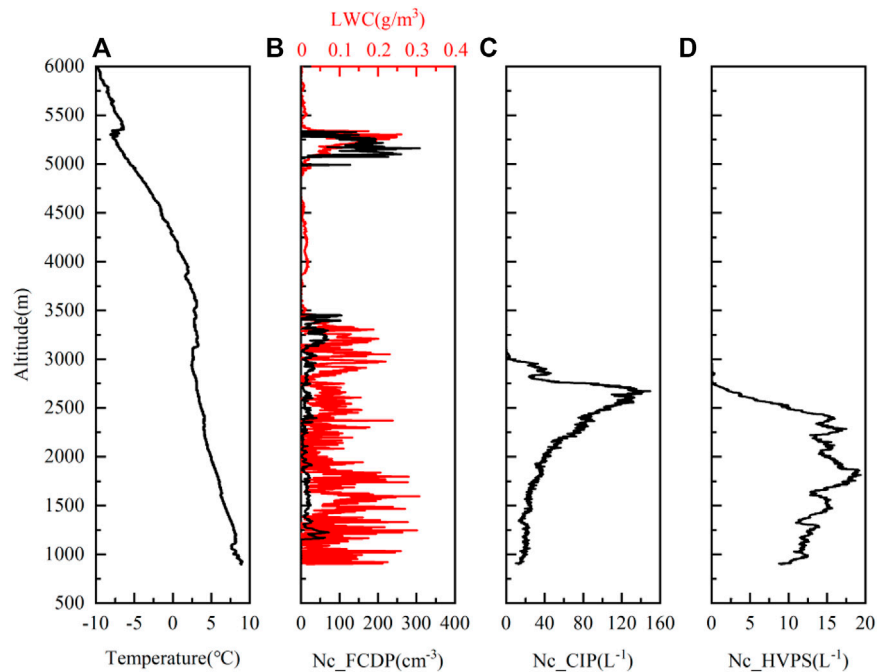 LWC(g/m³)
A B 0 0.1 0.2 0.3 0.4 C D
6000
5500
5000
4500
4000
3500
3000
2500
2000
1500
1000
500
Altitude(m)
-10 -5 0 5 10 0 100 200 300 400 0 40 80 120 160 0 5 10 15 20
Temperature(°C) Nc_FCDP(cm⁻³) Nc_CIP(L⁻¹) Nc_HVPS(L⁻¹)